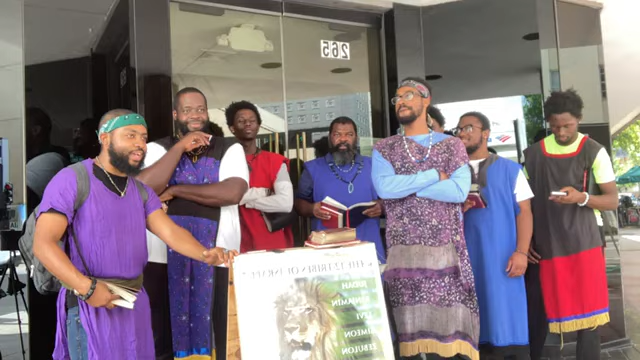 265
THE 12 TRIBES OF ISRAEL
JUDAH
BENJAMIN
LEVI
SIMEON
ZEBULON